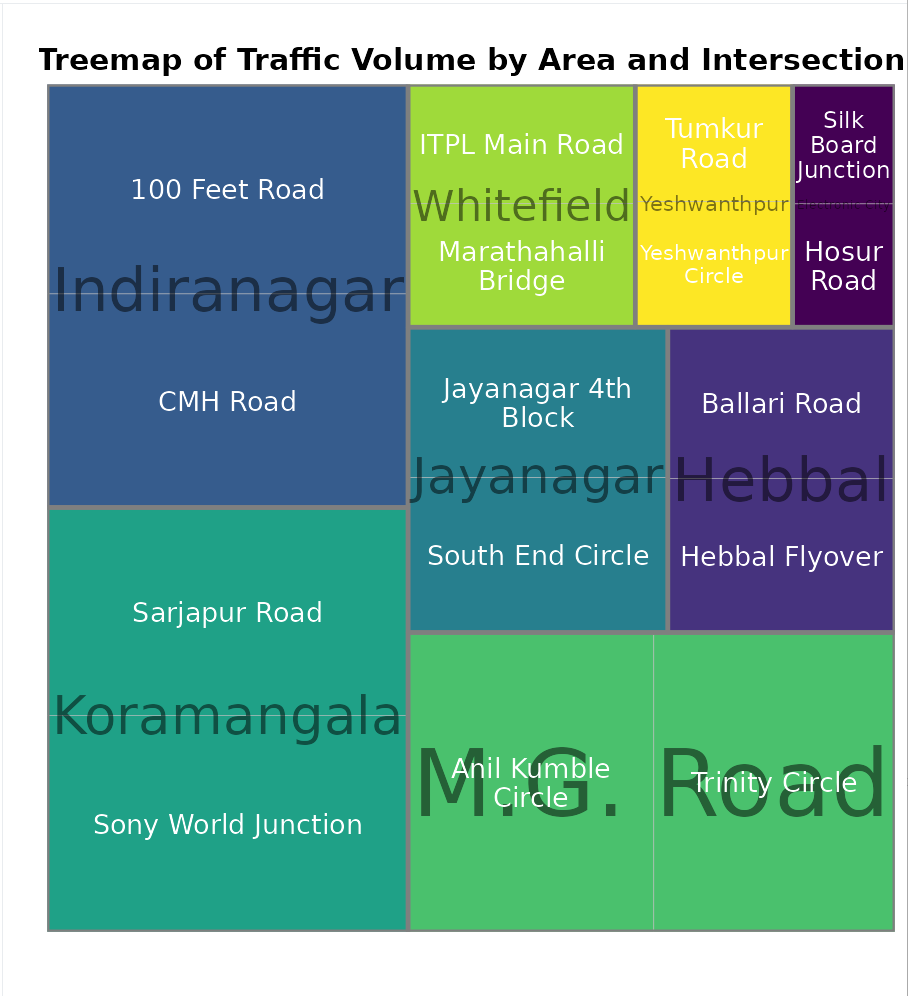 Treemap of Traffic Volume by Area and Intersection
100 Feet Road
Indiranagar
CMH Road
Sarjapur Road
Koramangala
Sony World Junction
ITPL Main Road
Whitefield
Marathahalli
Bridge
Tumkur
Road
Yeshwanthpur
Yeshwanthpur
Circle
Silk
Board
Junction
Electronic City
Hosur
Road
Jayanagar 4th
Block
Jayanagar
South End Circle
Ballari Road
Hebbal
Hebbal Flyover
M.G. Road
Anil Kumble
Circle
Trinity Circle